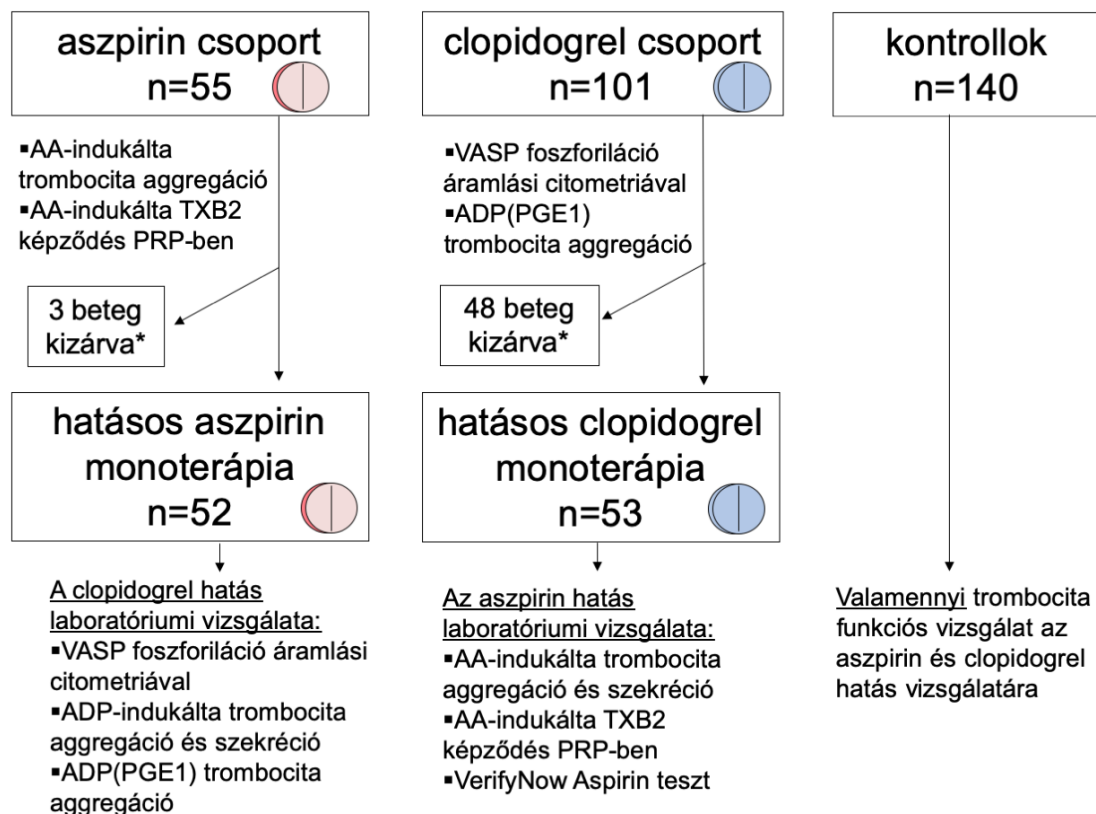 aszpirin csoport
n=55
▪AA-indukálta
trombocita aggregáció
▪AA-indukálta TXB2
képződés PRP-ben
3 beteg
kizárva*
hatásos aszpirin
monoterápia
n=52
A clopidogrel hatás
laboratóriumi vizsgálata:
▪VASP foszforiláció áramlási
citometriával
▪ADP-indukálta trombocita
aggregáció és szekréció
▪ADP(PGE1) trombocita
aggregáció
clopidogrel csoport
n=101
▪VASP foszforiláció
áramlási citometriával
▪ADP(PGE1)
trombocita aggregáció
48 beteg
kizárva*
hatásos clopidogrel
monoterápia
n=53
Az aszpirin hatás
laboratóriumi vizsgálata:
▪AA-indukálta trombocita
aggregáció és szekréció
▪AA-indukálta TXB2
képződés PRP-ben
▪VerifyNow Aspirin teszt
kontrollok
n=140
Valamennyi trombocita
funkciós vizsgálat az
aszpirin és clopidogrel
hatás vizsgálatára